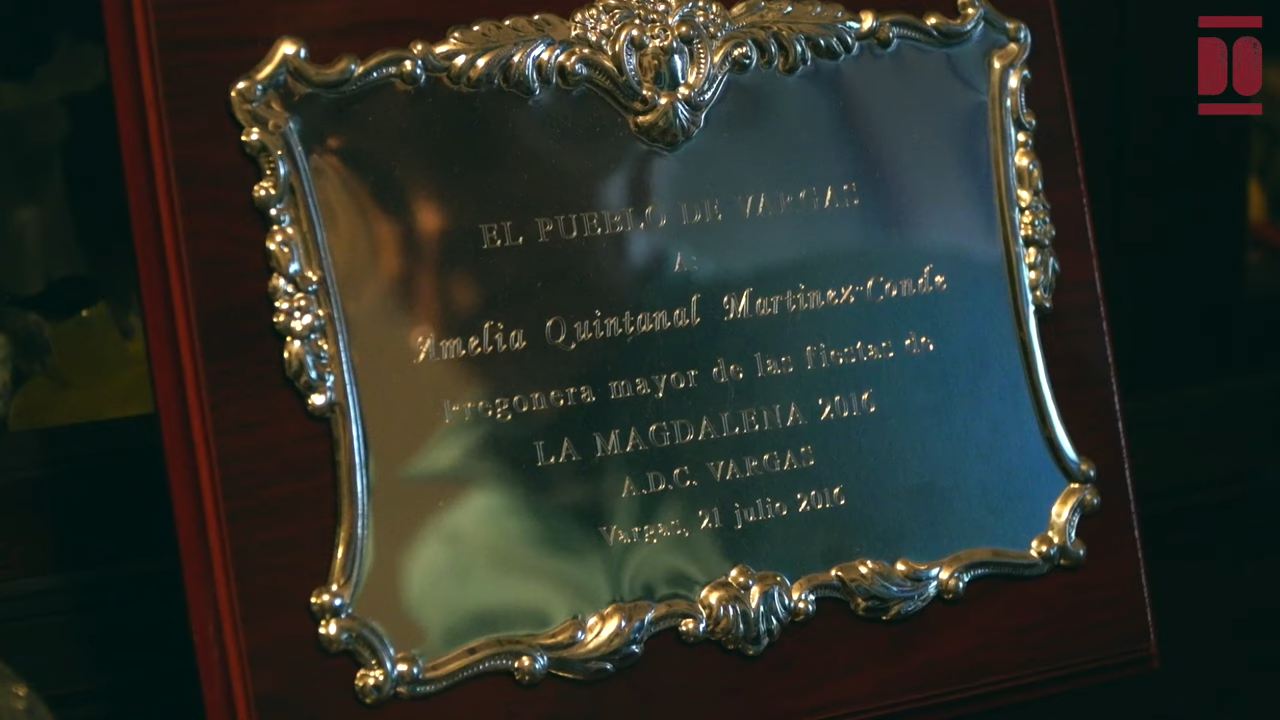 DO
EL PUEBLO DE VARGAS
A:
Amelia Quintanal Martinez-Conde
Pregonera mayor de las fiestas de
LA MAGDALENA 2016
A.D.C. VARGAS
Vargas, 21 julio 2016